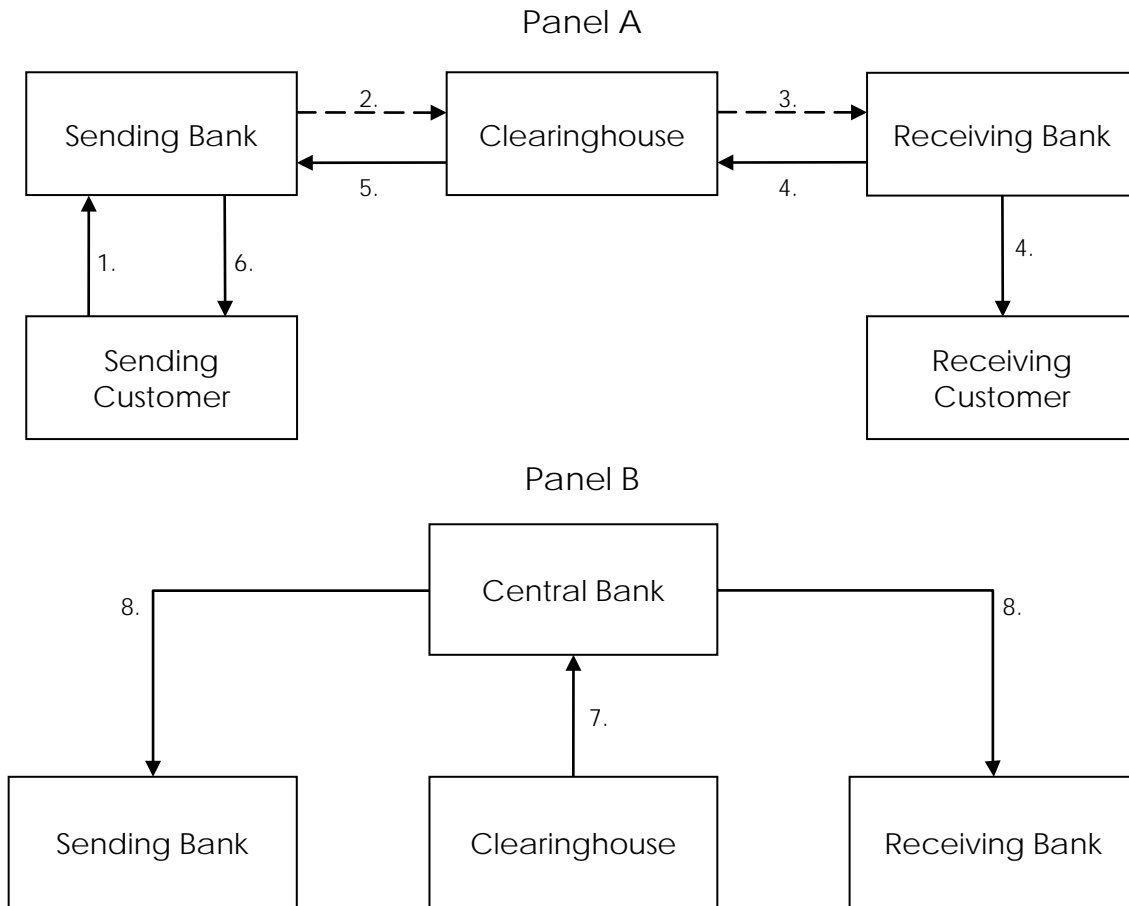 Panel A
2.
3.
Sending Bank
Clearinghouse
Receiving Bank
5.
4.
1.
6.
4.
Sending
Customer
Receiving
Customer
Panel B
Central Bank
8.
8.
7.
Sending Bank
Clearinghouse
Receiving Bank